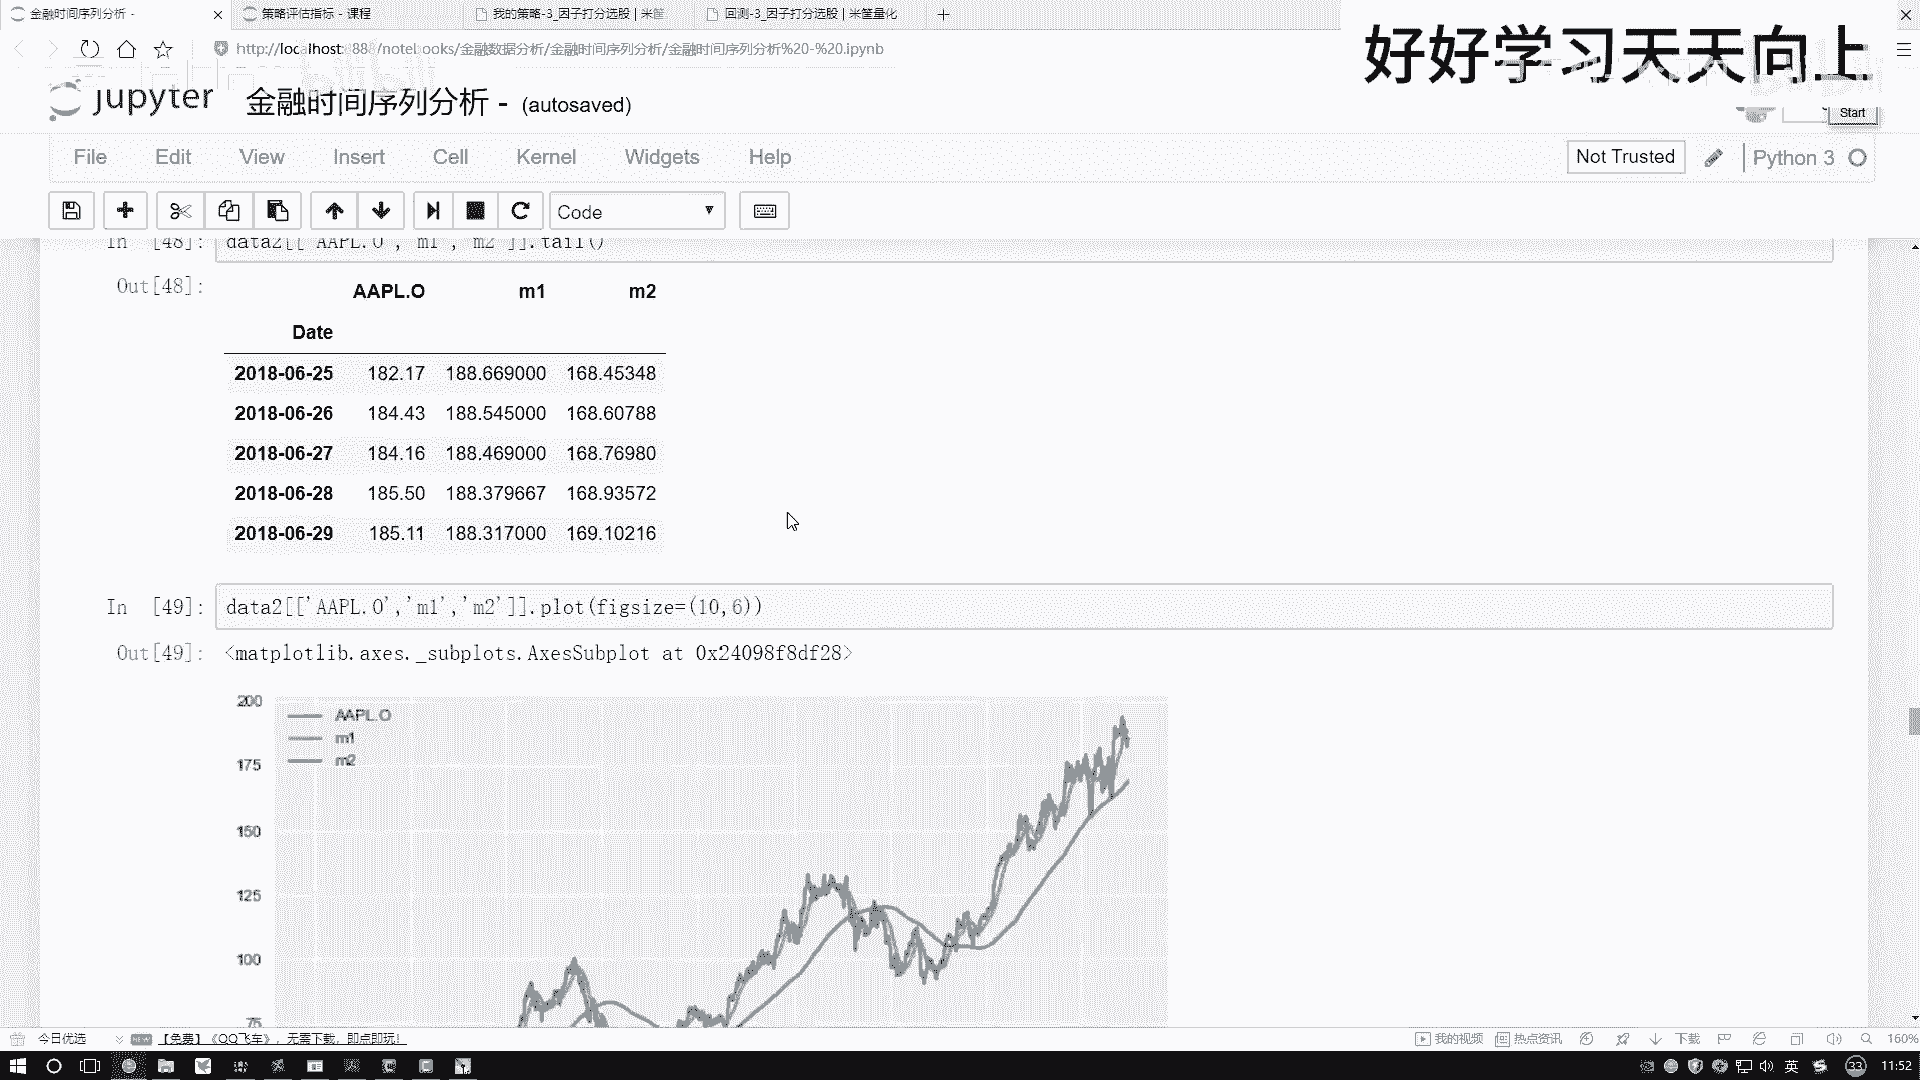 金融时间序列分析 -
策略评估指标 - 课程
我的策略-3_因子打分选股 | 米筐
回测-3_因子打分选股 | 米筐量化
http://localhost:8888/notebooks/金融数据分析/金融时间序列分析/金融时间序列分析%20-%20.ipynb
好好学习天天向上
jupyter 金融时间序列分析 - (autosaved)
Start
File Edit View Insert Cell Kernel Widgets Help
Not Trusted
Python 3
Code
In [48]: data2[['AAPL.O','m1','m2']].tail()
Out[48]:
AAPL.O m1 m2
Date
2018-06-25 182.17 188.669000 168.45348
2018-06-26 184.43 188.545000 168.60788
2018-06-27 184.16 188.469000 168.76980
2018-06-28 185.50 188.379667 168.93572
2018-06-29 185.11 188.317000 169.10216
In [49]: data2[['AAPL.O','m1','m2']].plot(figsize=(10,6))
Out[49]: <matplotlib.axes._subplots.AxesSubplot at 0x24098f8df28>
200
AAPL.O
m1
m2
175
150
125
100
75
今日优选
【免费】《QQ飞车》，无需下载，即点即玩！
我的视频
热点资讯
下载
160%
英
33
11:52